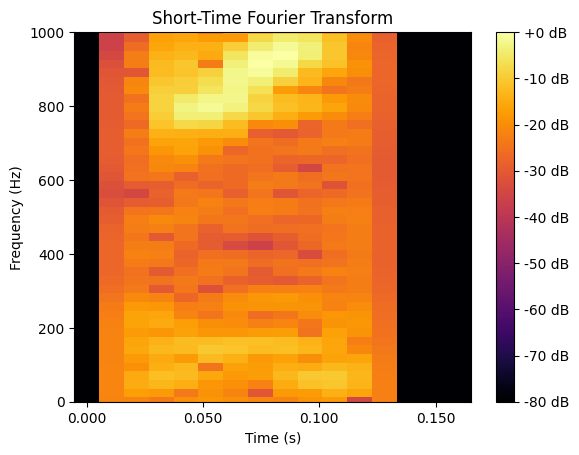 Short-Time Fourier Transform
1000
800
600
400
200
0
Frequency (Hz)
0.000
0.050
0.100
0.150
Time (s)
+0 dB
-10 dB
-20 dB
-30 dB
-40 dB
-50 dB
-60 dB
-70 dB
-80 dB